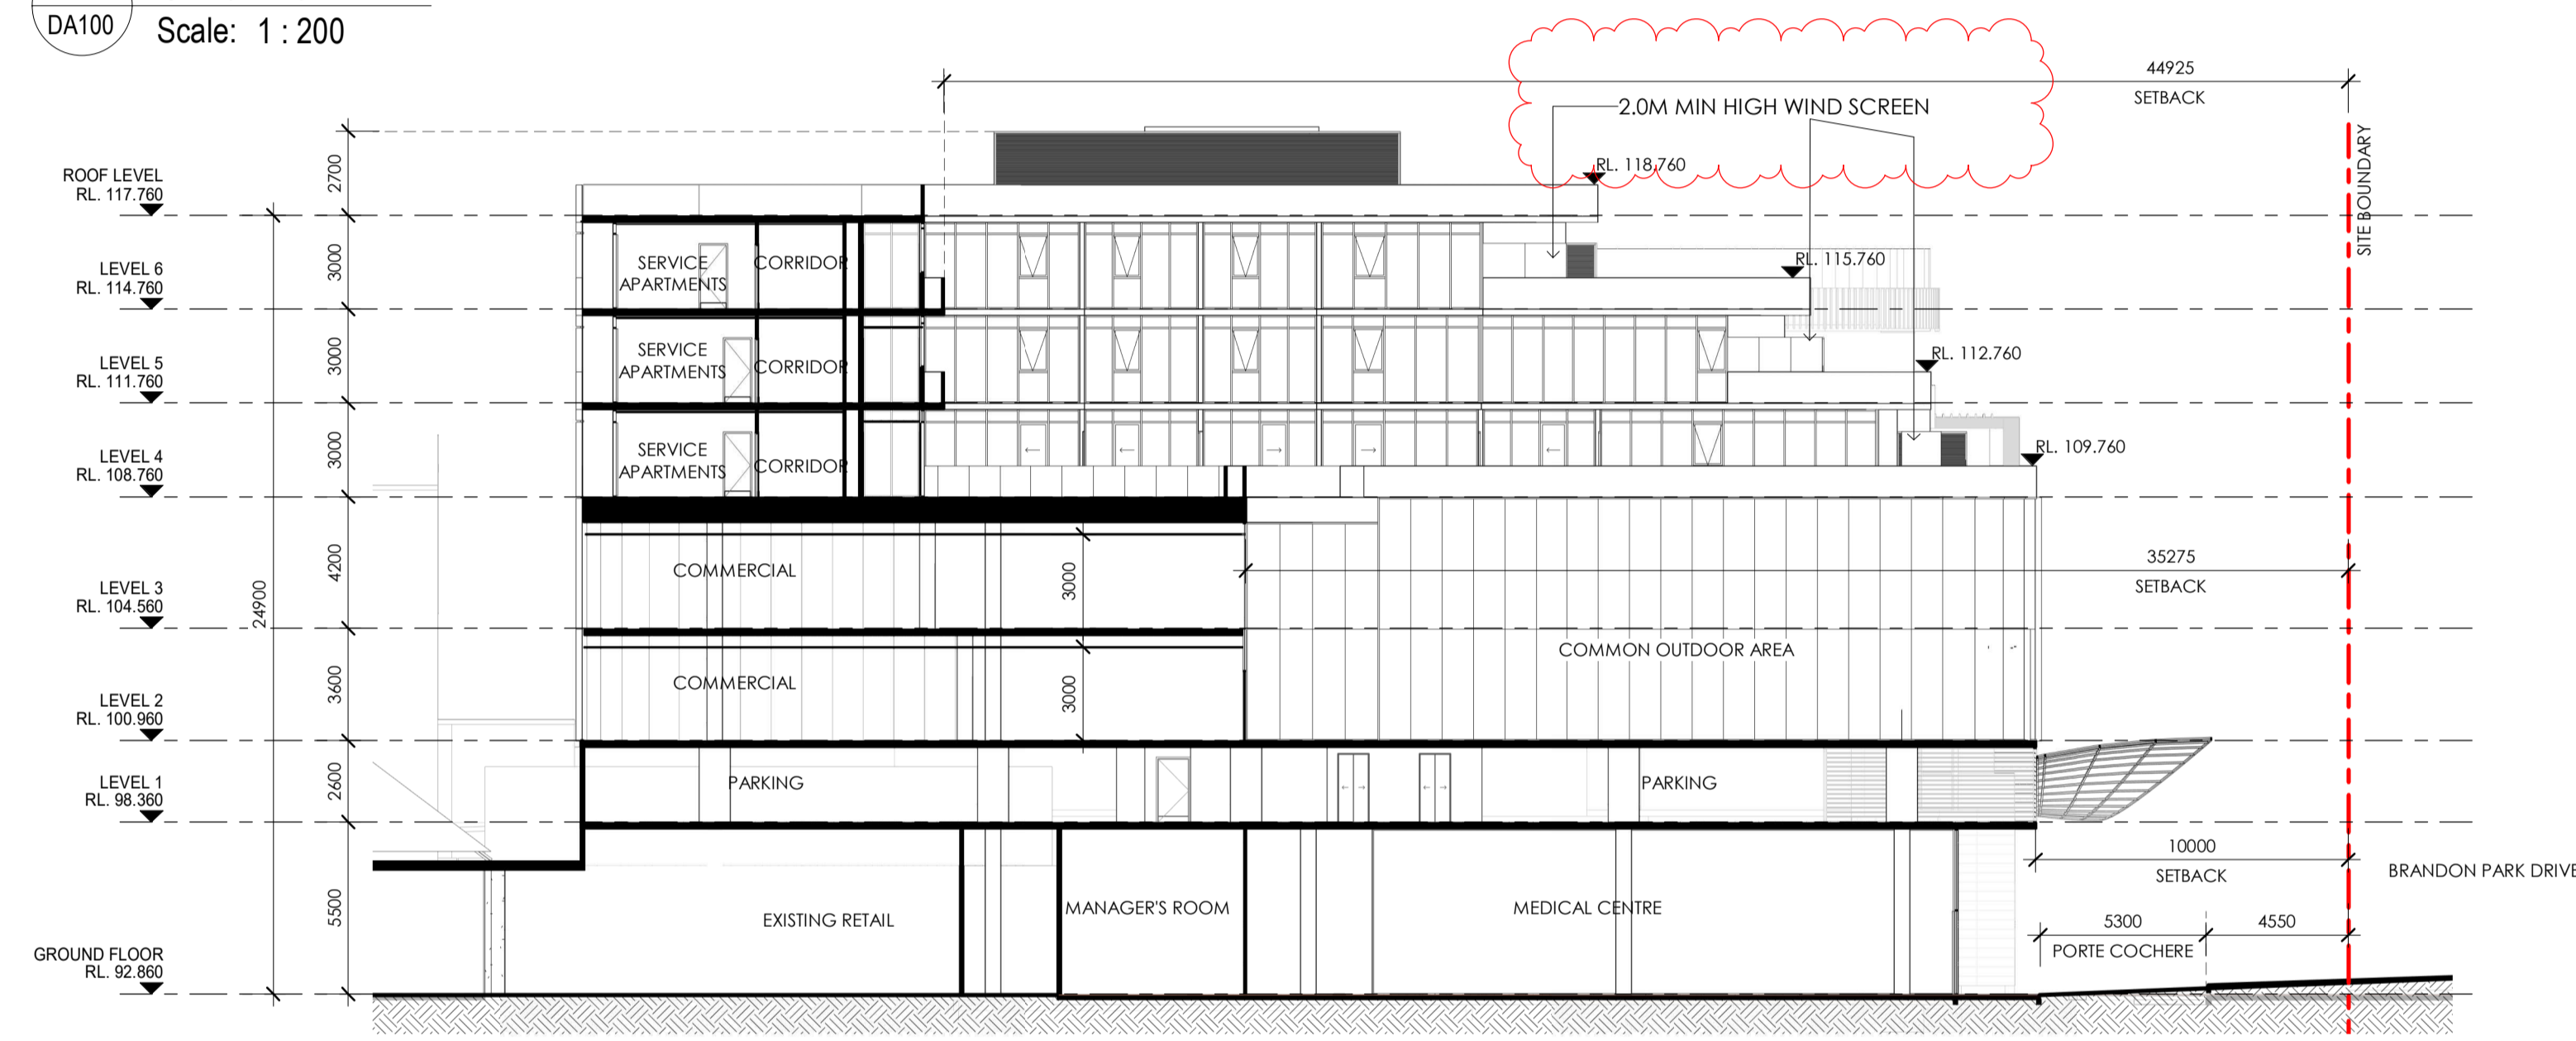 DA100
Scale: 1 : 200
44925
SETBACK
2.0M MIN HIGH WIND SCREEN
SITE BOUNDARY
RL. 118.760
ROOF LEVEL
RL. 117.760
2700
LEVEL 6
RL. 114.760
3000
SERVICE
APARTMENTS
CORRIDOR
RL. 115.760
LEVEL 5
RL. 111.760
3000
SERVICE
APARTMENTS
CORRIDOR
RL. 112.760
LEVEL 4
RL. 108.760
3000
SERVICE
APARTMENTS
CORRIDOR
RL. 109.760
LEVEL 3
RL. 104.560
24900
4200
COMMERCIAL
3000
35275
SETBACK
COMMON OUTDOOR AREA
LEVEL 2
RL. 100.960
3600
COMMERCIAL
3000
LEVEL 1
RL. 98.360
2600
PARKING
PARKING
10000
SETBACK
BRANDON PARK DRIVE
5500
EXISTING RETAIL
MANAGER'S ROOM
MEDICAL CENTRE
5300
4550
PORTE COCHERE
GROUND FLOOR
RL. 92.860